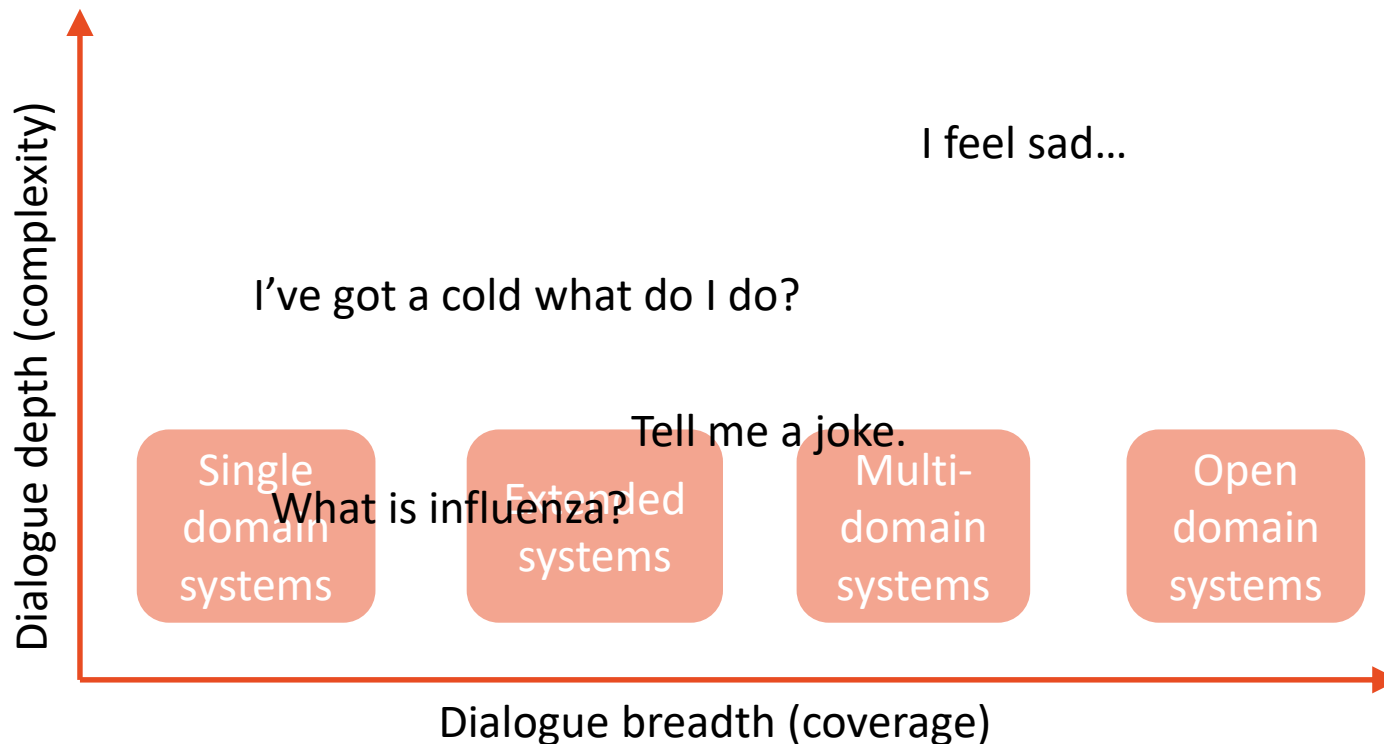 Dialogue depth (complexity)
I feel sad…
I've got a cold what do I do?
Tell me a joke.
What is influenza?
Single
domain
systems
Extended
systems
Multi-
domain
systems
Open
domain
systems
Dialogue breadth (coverage)